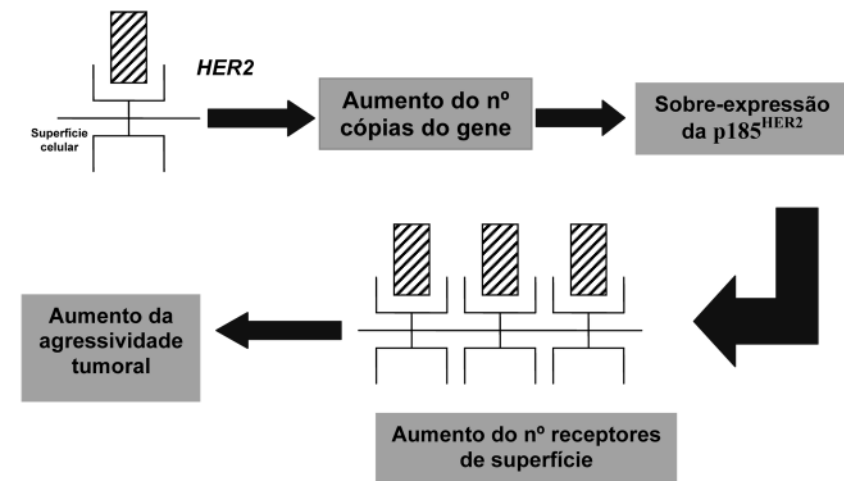 HER2
Superfície
celular
Aumento do nº
cópias do gene
Sobre-expressão
da p185HER2
Aumento do nº receptores
de superfície
Aumento da
agressividade
tumoral